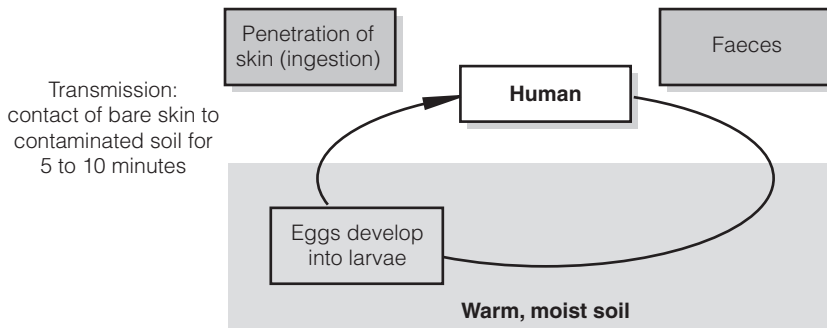 Penetration of
skin (ingestion)
Faeces
Transmission:
contact of bare skin to
contaminated soil for
5 to 10 minutes
Human
Eggs develop
into larvae
Warm, moist soil